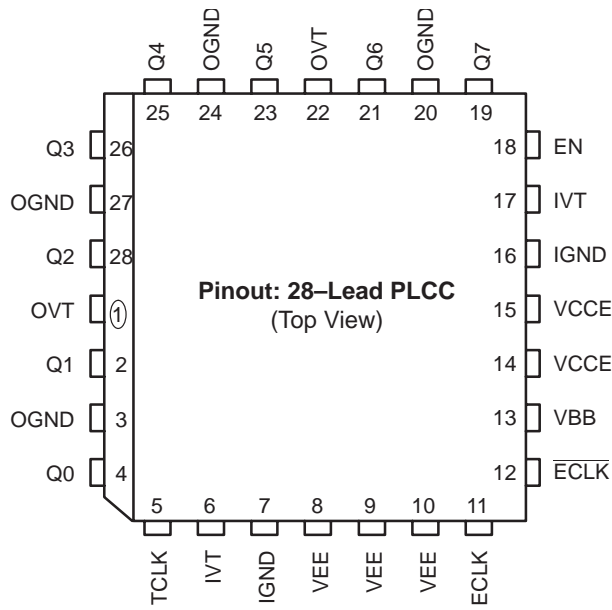 Q4 OGND Q5 OVT Q6 OGND Q7
25 24 23 22 21 20 19
Q3 26 18 EN
OGND 27 17 IVT
Q2 28 16 IGND
Pinout: 28–Lead PLCC
(Top View)
OVT 1 15 VCCE
Q1 2 14 VCCE
OGND 3 13 VBB
Q0 4 12 E̅C̅L̅K̅
5 6 7 8 9 10 11
TCLK IVT IGND VEE VEE VEE ECLK